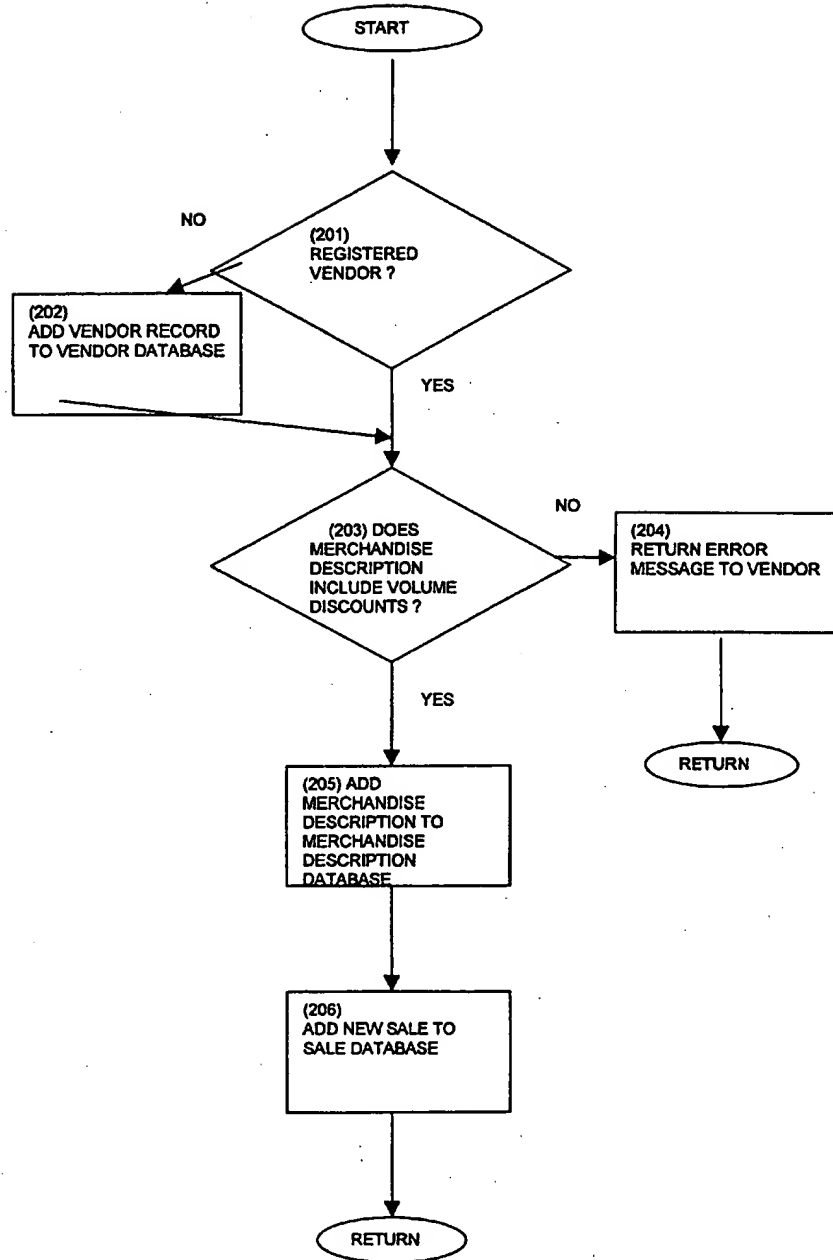 START
NO
(201)
REGISTERED
VENDOR ?
(202)
ADD VENDOR RECORD
TO VENDOR DATABASE
YES
NO
(203) DOES
MERCHANDISE
DESCRIPTION
INCLUDE VOLUME
DISCOUNTS ?
(204)
RETURN ERROR
MESSAGE TO VENDOR
YES
RETURN
(205) ADD
MERCHANDISE
DESCRIPTION TO
MERCHANDISE
DESCRIPTION
DATABASE
(206)
ADD NEW SALE TO
SALE DATABASE
RETURN